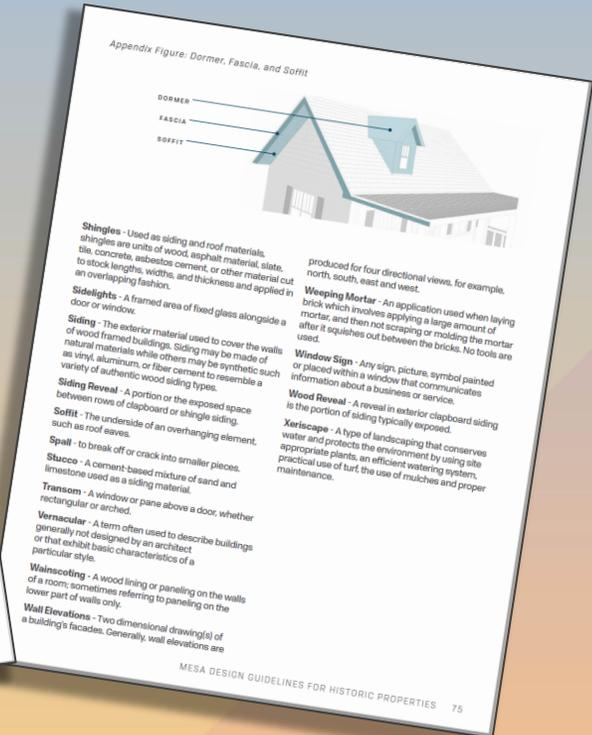 Appendix Figure: Dormer, Fascia, and Soffit
DORMER
FASCIA
SOFFIT
Shingles - Used as siding and roof materials,
shingles are units of wood, asphalt material, slate,
tile, concrete, asbestos cement, or other material cut
to stock lengths, widths, and thickness and applied in
an overlapping fashion.
Sidelights - A framed area of fixed glass alongside a
door or window.
Siding - The exterior material used to cover the walls
of wood framed buildings. Siding may be made of
natural materials while others may be synthetic such
as vinyl, aluminum, or fiber cement to resemble a
variety of authentic wood siding types.
Siding Reveal - A portion or the exposed space
between rows of clapboard or shingle siding.
Soffit - The underside of an overhanging element,
such as roof eaves.
Spall - to break off or crack into smaller pieces.
Stucco - A cement-based mixture of sand and
limestone used as a siding material.
Transom - A window or pane above a door, whether
rectangular or arched.
Vernacular - A term often used to describe buildings
generally not designed by an architect
or that exhibit basic characteristics of a
particular style.
Wainscoting - A wood lining or paneling on the walls
of a room; sometimes referring to paneling on the
lower part of walls only.
Wall Elevations - Two dimensional drawing(s) of
a building's facades. Generally, wall elevations are
produced for four directional views, for example,
north, south, east and west.
Weeping Mortar - An application used when laying
brick which involves applying a large amount of
mortar, and then not scraping or molding the mortar
after it squishes out between the bricks. No tools are
used.
Window Sign - Any sign, picture, symbol painted
or placed within a window that communicates
information about a business or service.
Wood Reveal - A reveal in exterior clapboard siding
is the portion of siding typically exposed.
Xeriscape - A type of landscaping that conserves
water and protects the environment by using site
appropriate plants, an efficient watering system,
practical use of turf, the use of mulches and proper
maintenance.
MESA DESIGN GUIDELINES FOR HISTORIC PROPERTIES 75